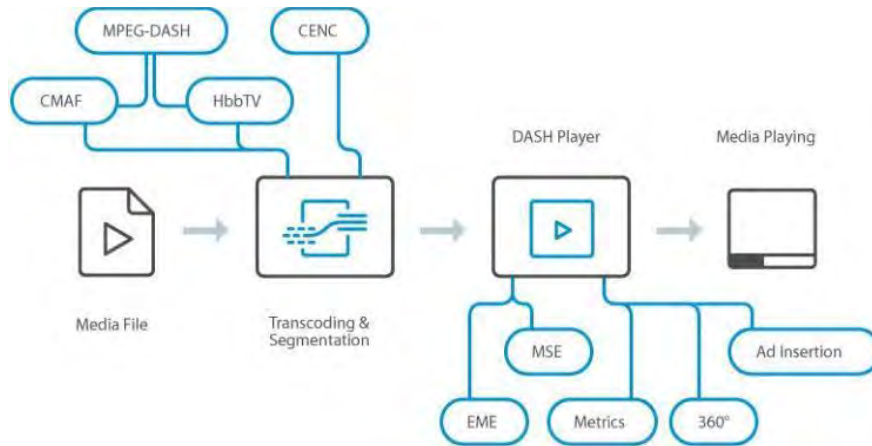 MPEG-DASH
CENC
CMAF
HbbTV
DASH Player
Media Playing
Media File
Transcoding &
Segmentation
MSE
Ad Insertion
EME
Metrics
360°